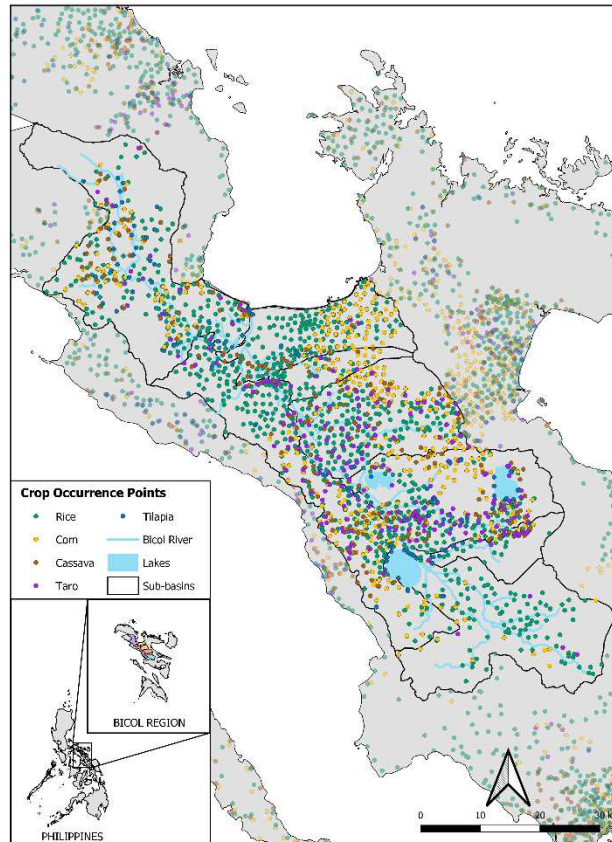 Crop Occurrence Points
Rice
Tilapia
Corn
Bicol River
Cassava
Lakes
Taro
Sub-basins
BICOL REGION
PHILIPPINES
0 10 20 30